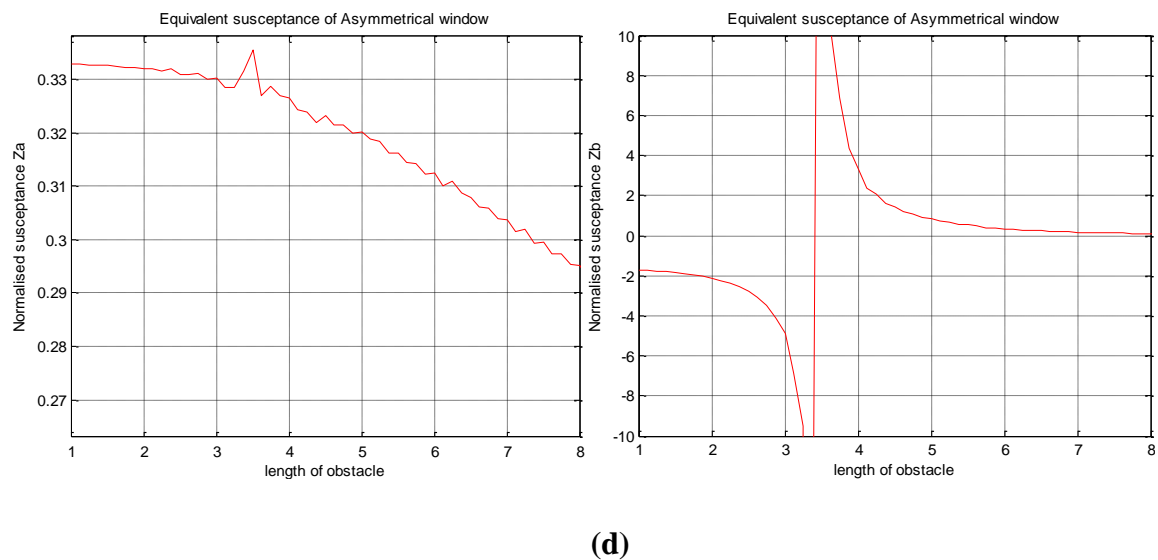 Equivalent susceptance of Asymmetrical window
Normalised susceptance Za
0.33
0.32
0.31
0.3
0.29
0.28
0.27
1 2 3 4 5 6 7 8
length of obstacle
Equivalent susceptance of Asymmetrical window
Normalised susceptance Zb
10
8
6
4
2
0
-2
-4
-6
-8
-10
1 2 3 4 5 6 7 8
length of obstacle
(d)